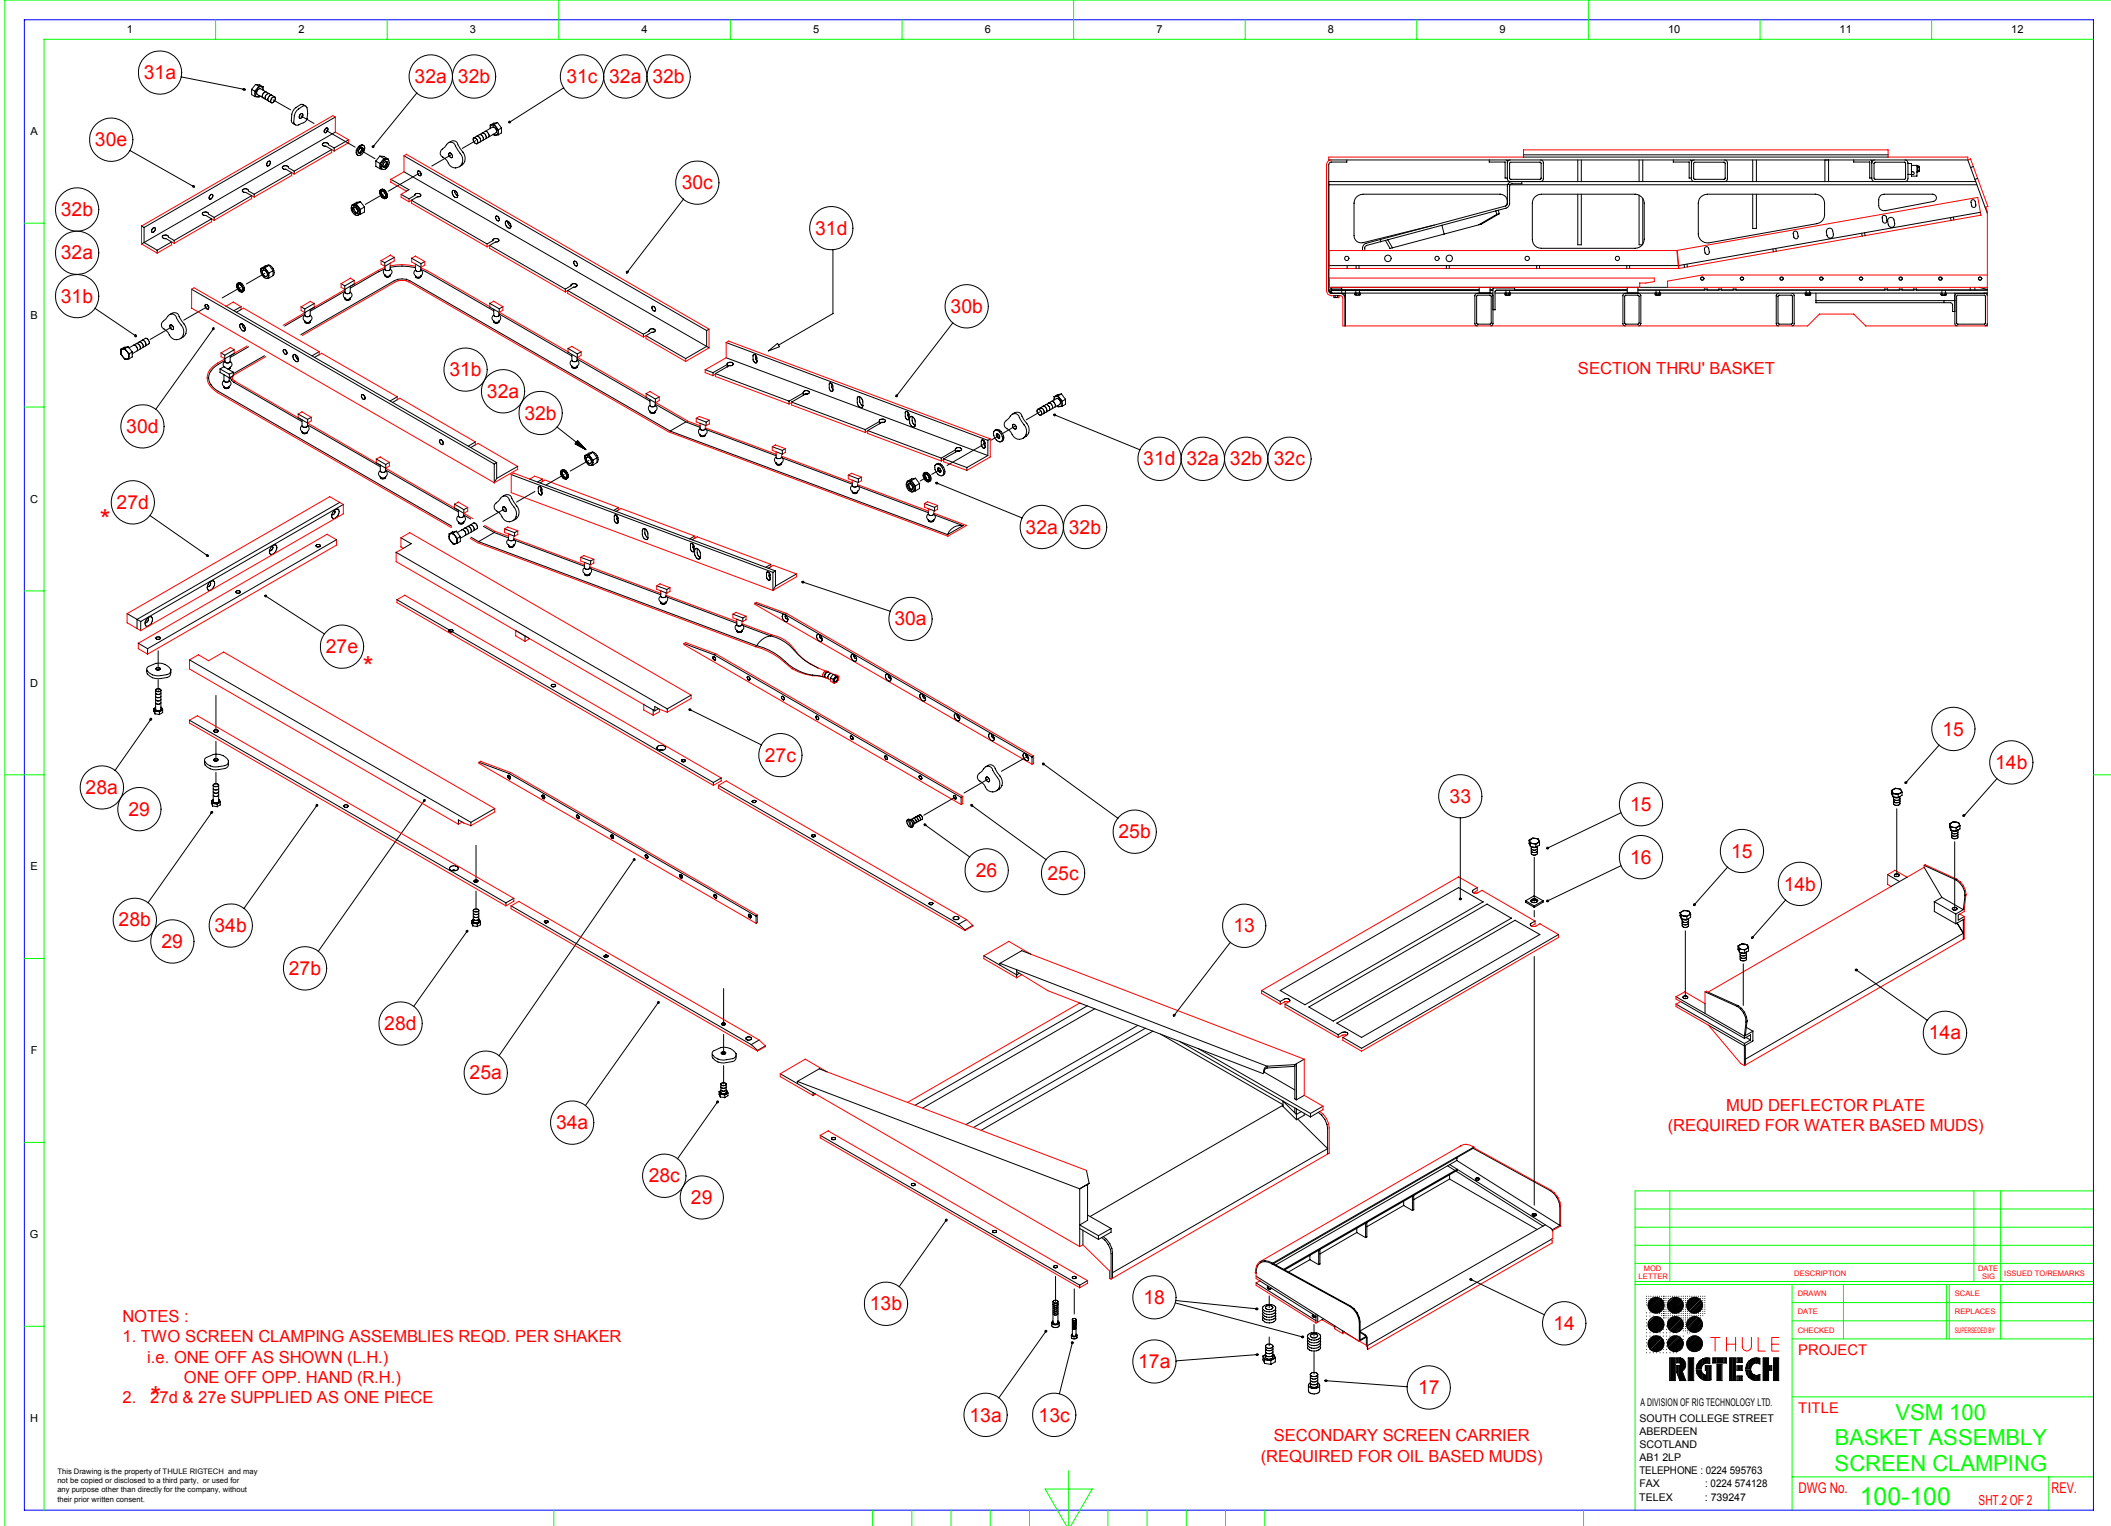 1 2 3 4 5 6 7 8 9 10 11 12
A
B
C
D
E
F
G
H
31a
32a 32b
31c 32a 32b
30e
30c
32b
32a
31b
31d
30b
30d
31b
32a
32b
31d 32a 32b 32c
32a 32b
27d
*
27e
*
30a
27c
28a
29
28b
29
34b
27b
28d
25a
34a
28c
29
26
25c
25b
SECTION THRU' BASKET
33
15
16
15
14b
15
14b
14a
13
13b
13a
13c
18
17a
17
14
MUD DEFLECTOR PLATE
(REQUIRED FOR WATER BASED MUDS)
SECONDARY SCREEN CARRIER
(REQUIRED FOR OIL BASED MUDS)
NOTES :
1. TWO SCREEN CLAMPING ASSEMBLIES REQD. PER SHAKER
i.e. ONE OFF AS SHOWN (L.H.)
ONE OFF OPP. HAND (R.H.)
2. *27d & 27e SUPPLIED AS ONE PIECE
This Drawing is the property of THULE RIGTECH and may
not be copied or disclosed to a third party, or used for
any purpose other than directly for the company, without
their prior written consent.
MOD LETTER DESCRIPTION DATE SIG ISSUED TO/REMARKS
DRAWN SCALE
DATE REPLACES
CHECKED SUPERSEDED BY
PROJECT
THULE
RIGTECH
A DIVISION OF RIG TECHNOLOGY LTD.
SOUTH COLLEGE STREET
ABERDEEN
SCOTLAND
AB1 2LP
TELEPHONE : 0224 595763
FAX : 0224 574128
TELEX : 739247
TITLE VSM 100
BASKET ASSEMBLY
SCREEN CLAMPING
DWG No. 100-100 SHT.2 OF 2 REV.